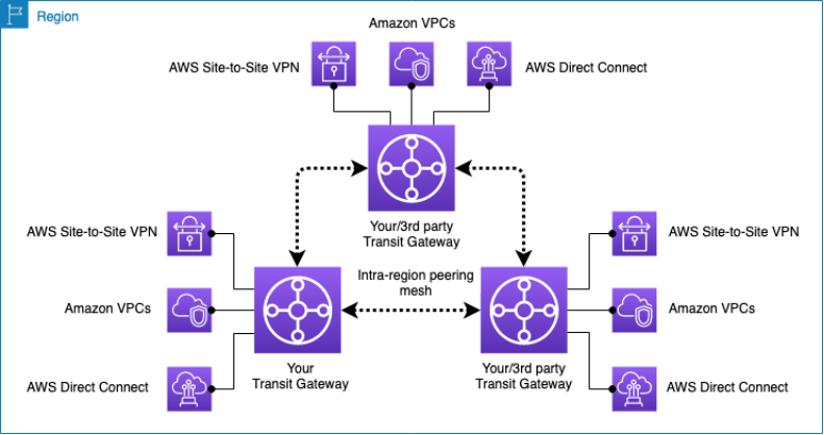 Region
Amazon VPCs
AWS Site-to-Site VPN
AWS Direct Connect
Your/3rd party
Transit Gateway
AWS Site-to-Site VPN
AWS Site-to-Site VPN
Intra-region peering
mesh
Amazon VPCs
Amazon VPCs
Your
Transit Gateway
Your/3rd party
Transit Gateway
AWS Direct Connect
AWS Direct Connect